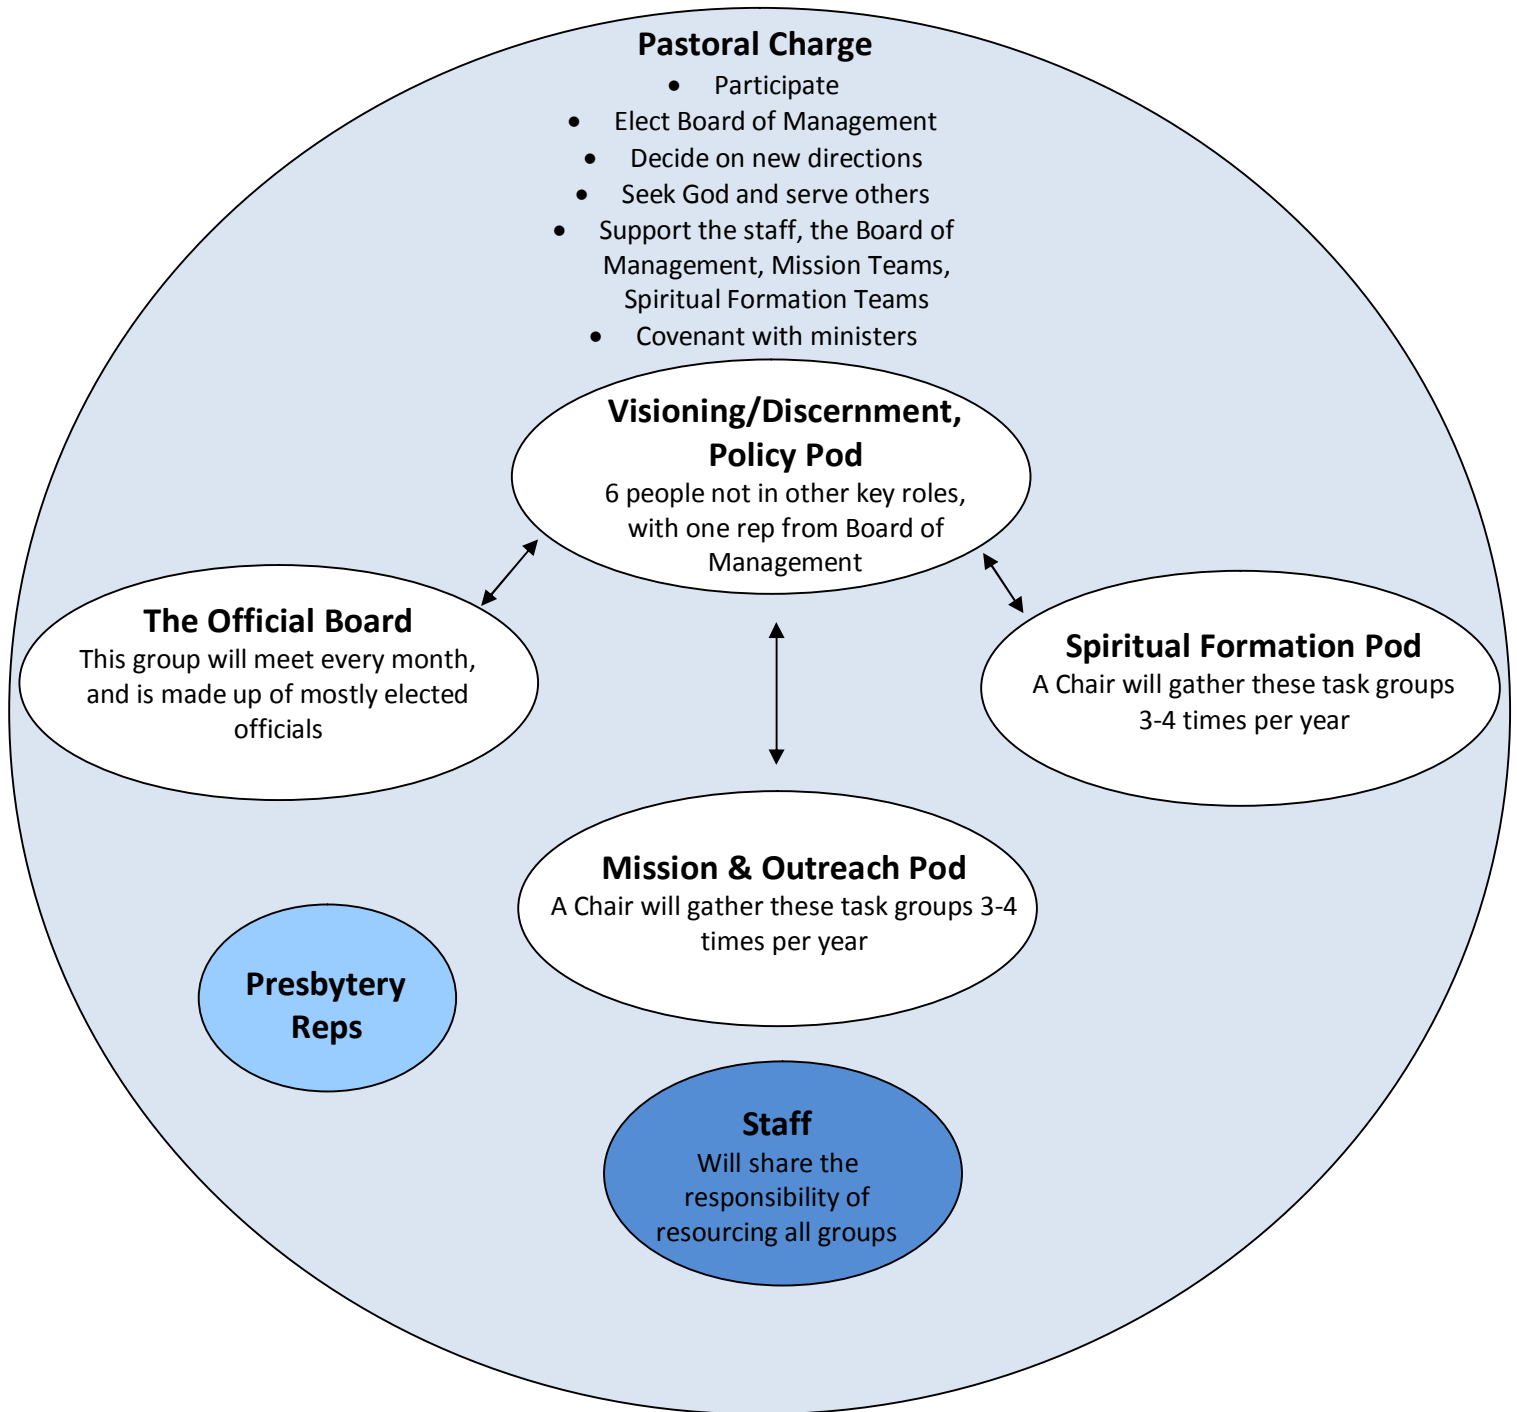 Pastoral Charge
• Participate
• Elect Board of Management
• Decide on new directions
• Seek God and serve others
• Support the staff, the Board of
Management, Mission Teams,
Spiritual Formation Teams
• Covenant with ministers
Visioning/Discernment,
Policy Pod
6 people not in other key roles,
with one rep from Board of
Management
The Official Board
This group will meet every month,
and is made up of mostly elected
officials
Spiritual Formation Pod
A Chair will gather these task groups
3-4 times per year
Mission & Outreach Pod
A Chair will gather these task groups 3-4
times per year
Presbytery
Reps
Staff
Will share the
responsibility of
resourcing all groups